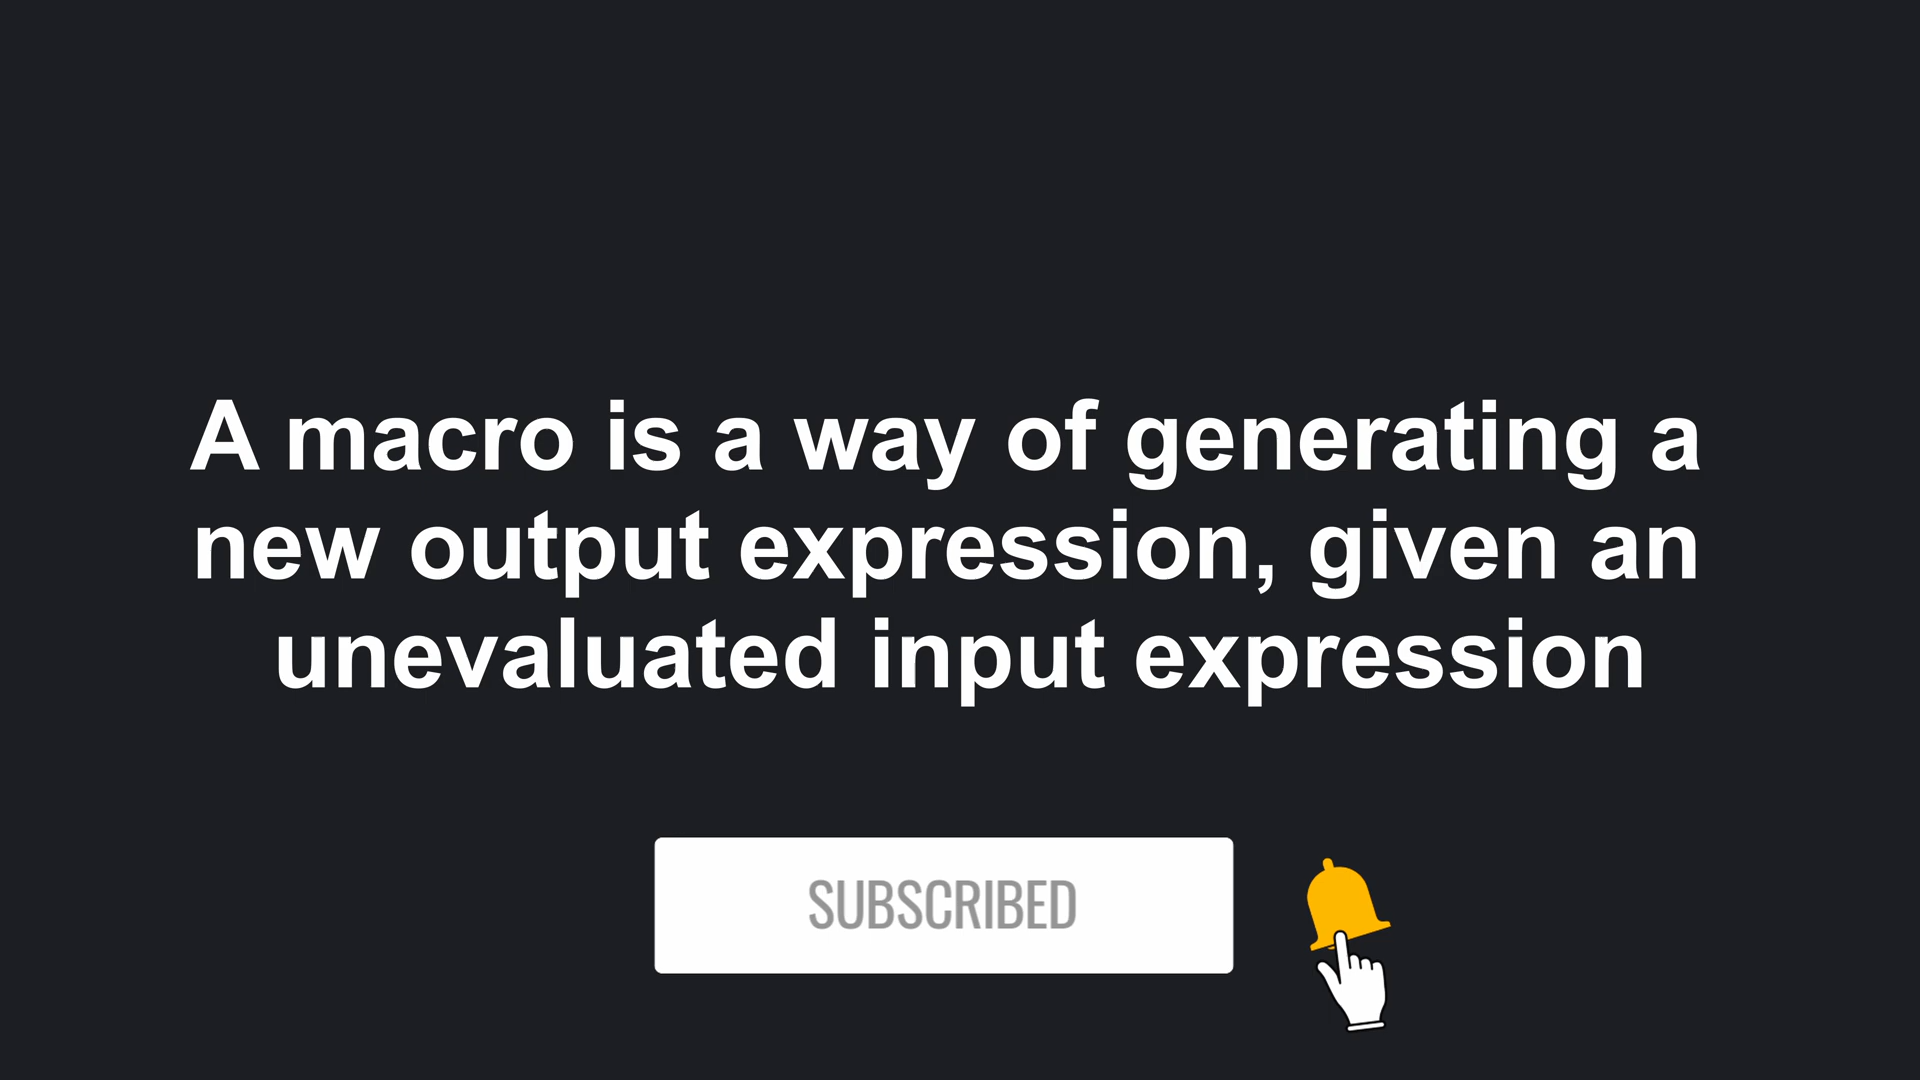 A macro is a way of generating a
new output expression, given an
unevaluated input expression
SUBSCRIBED